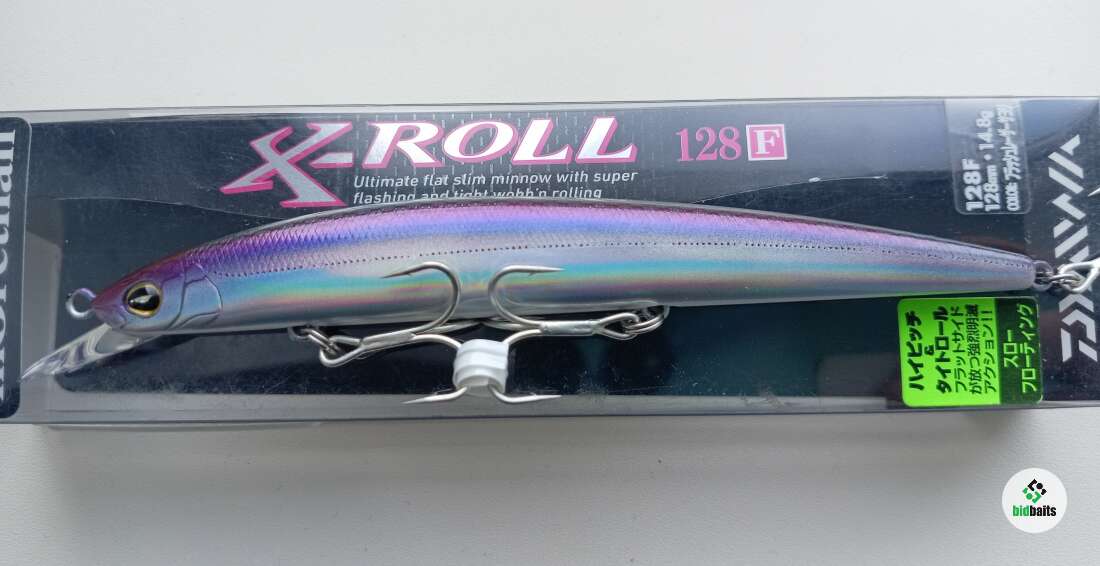 X-ROLL 128 F
Ultimate flat slim minnow with super
flashing and tight wobb'n rolling
128F
128mm・14.8g
DAIWA
ハイピッチ
&
タイトロール
フラットサイド
が放つ強烈明滅
アクション!!
スロー
フローティング
morethan
bidbaits